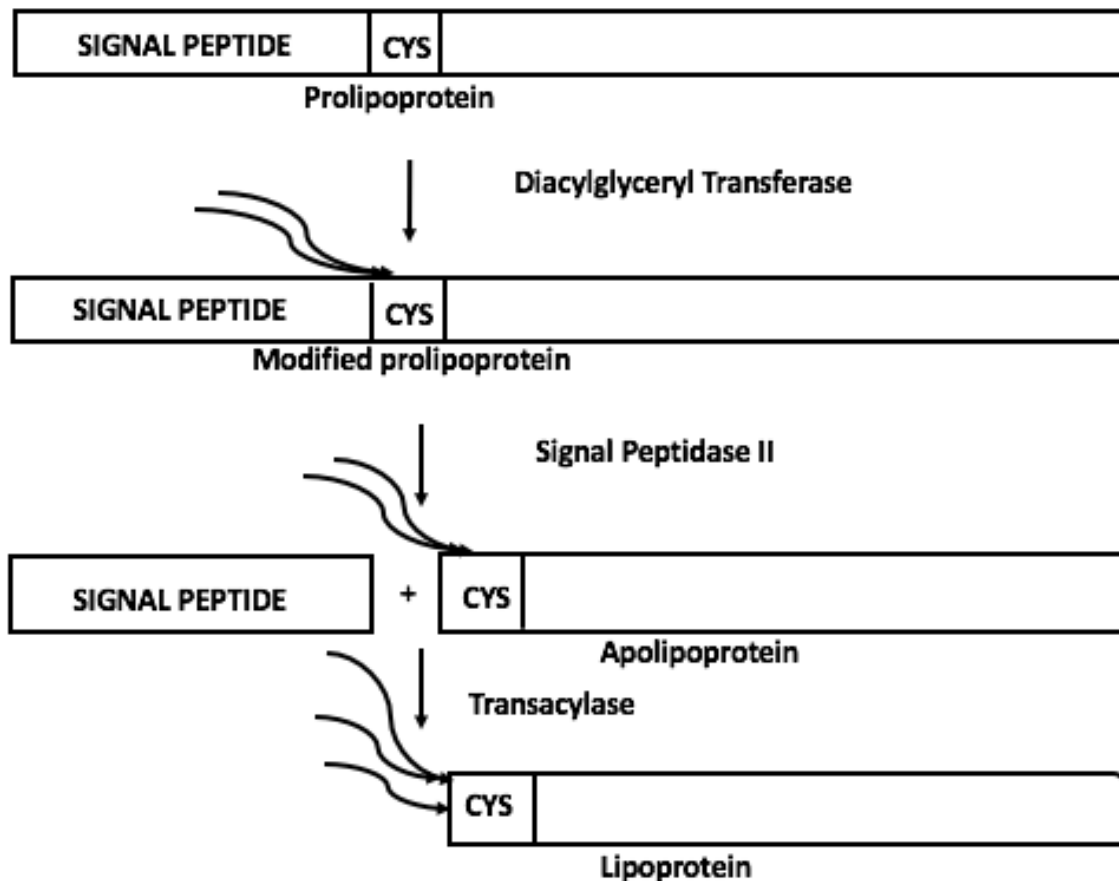 SIGNAL PEPTIDE CYS
Prolipoprotein
Diacylglyceryl Transferase
SIGNAL PEPTIDE CYS
Modified prolipoprotein
Signal Peptidase II
SIGNAL PEPTIDE + CYS
Apolipoprotein
Transacylase
CYS
Lipoprotein